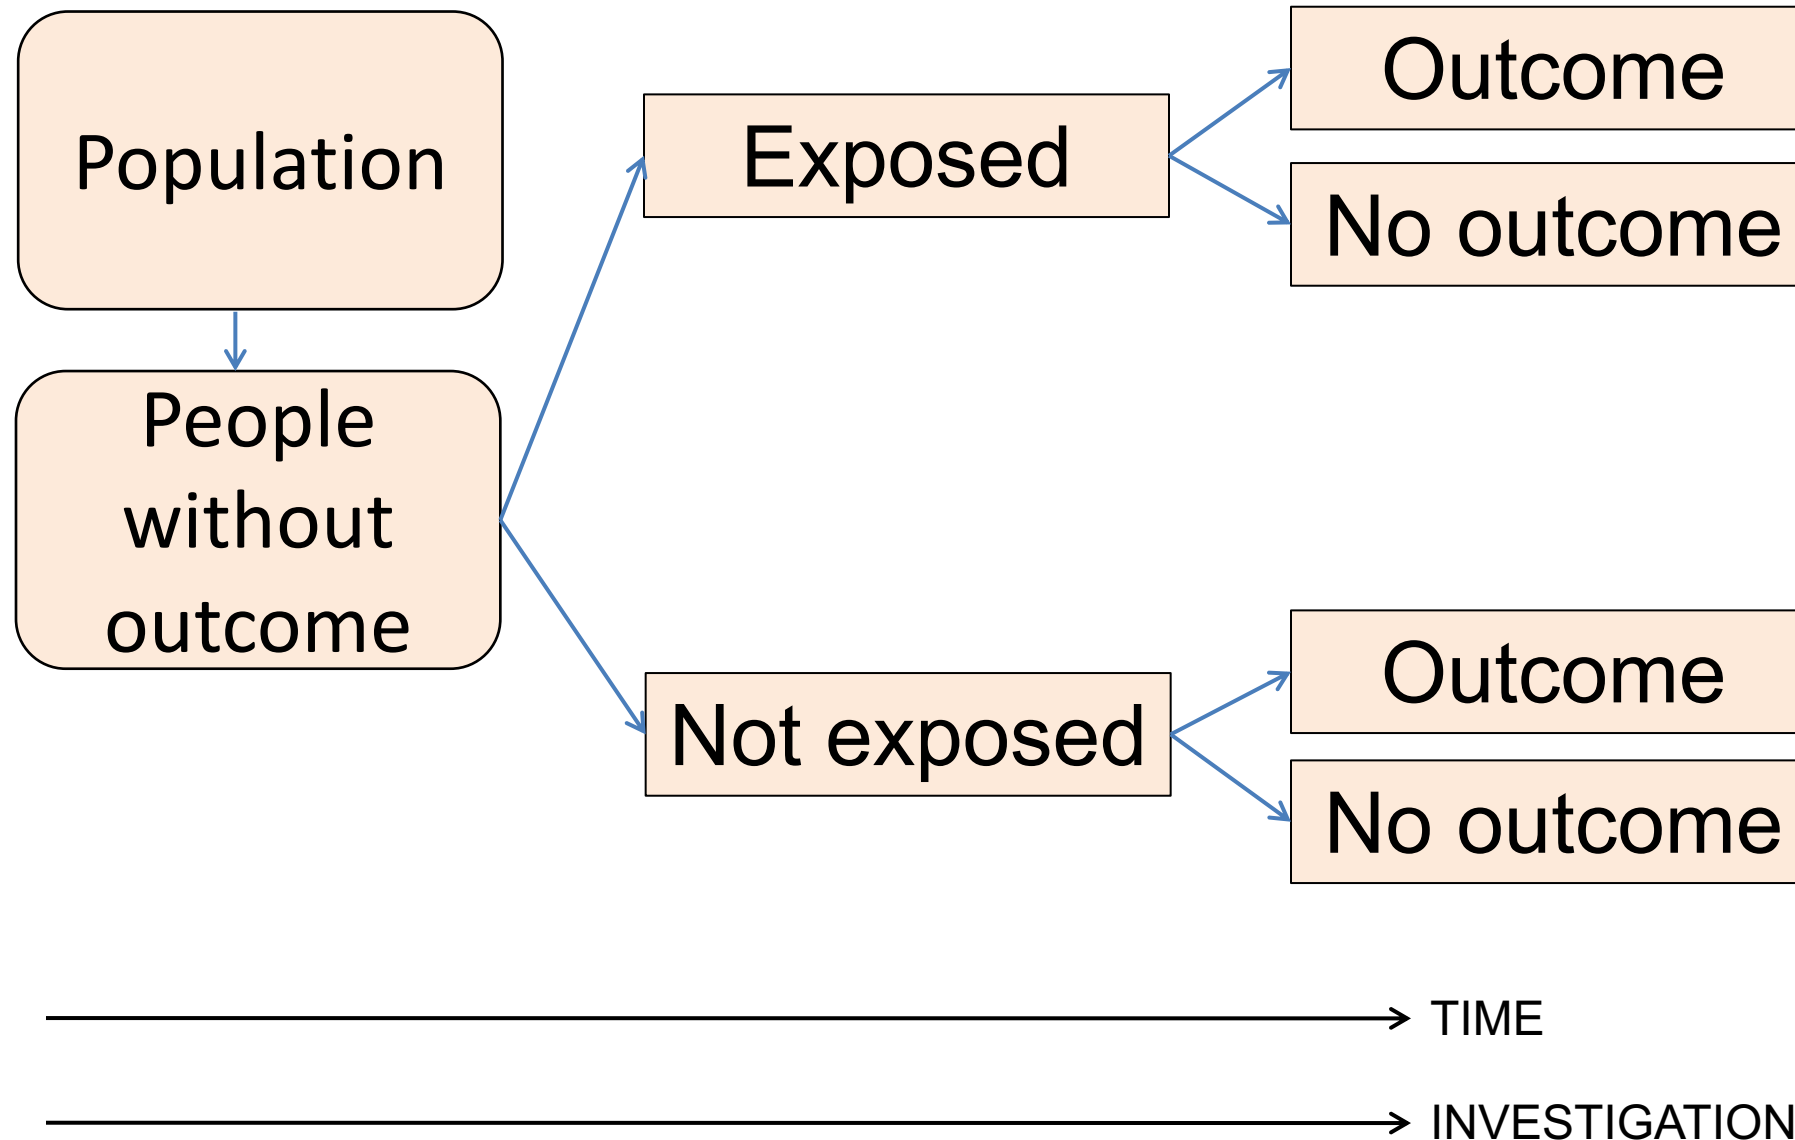 Population
People
without
outcome
Exposed
Not exposed
Outcome
No outcome
Outcome
No outcome
TIME
INVESTIGATION